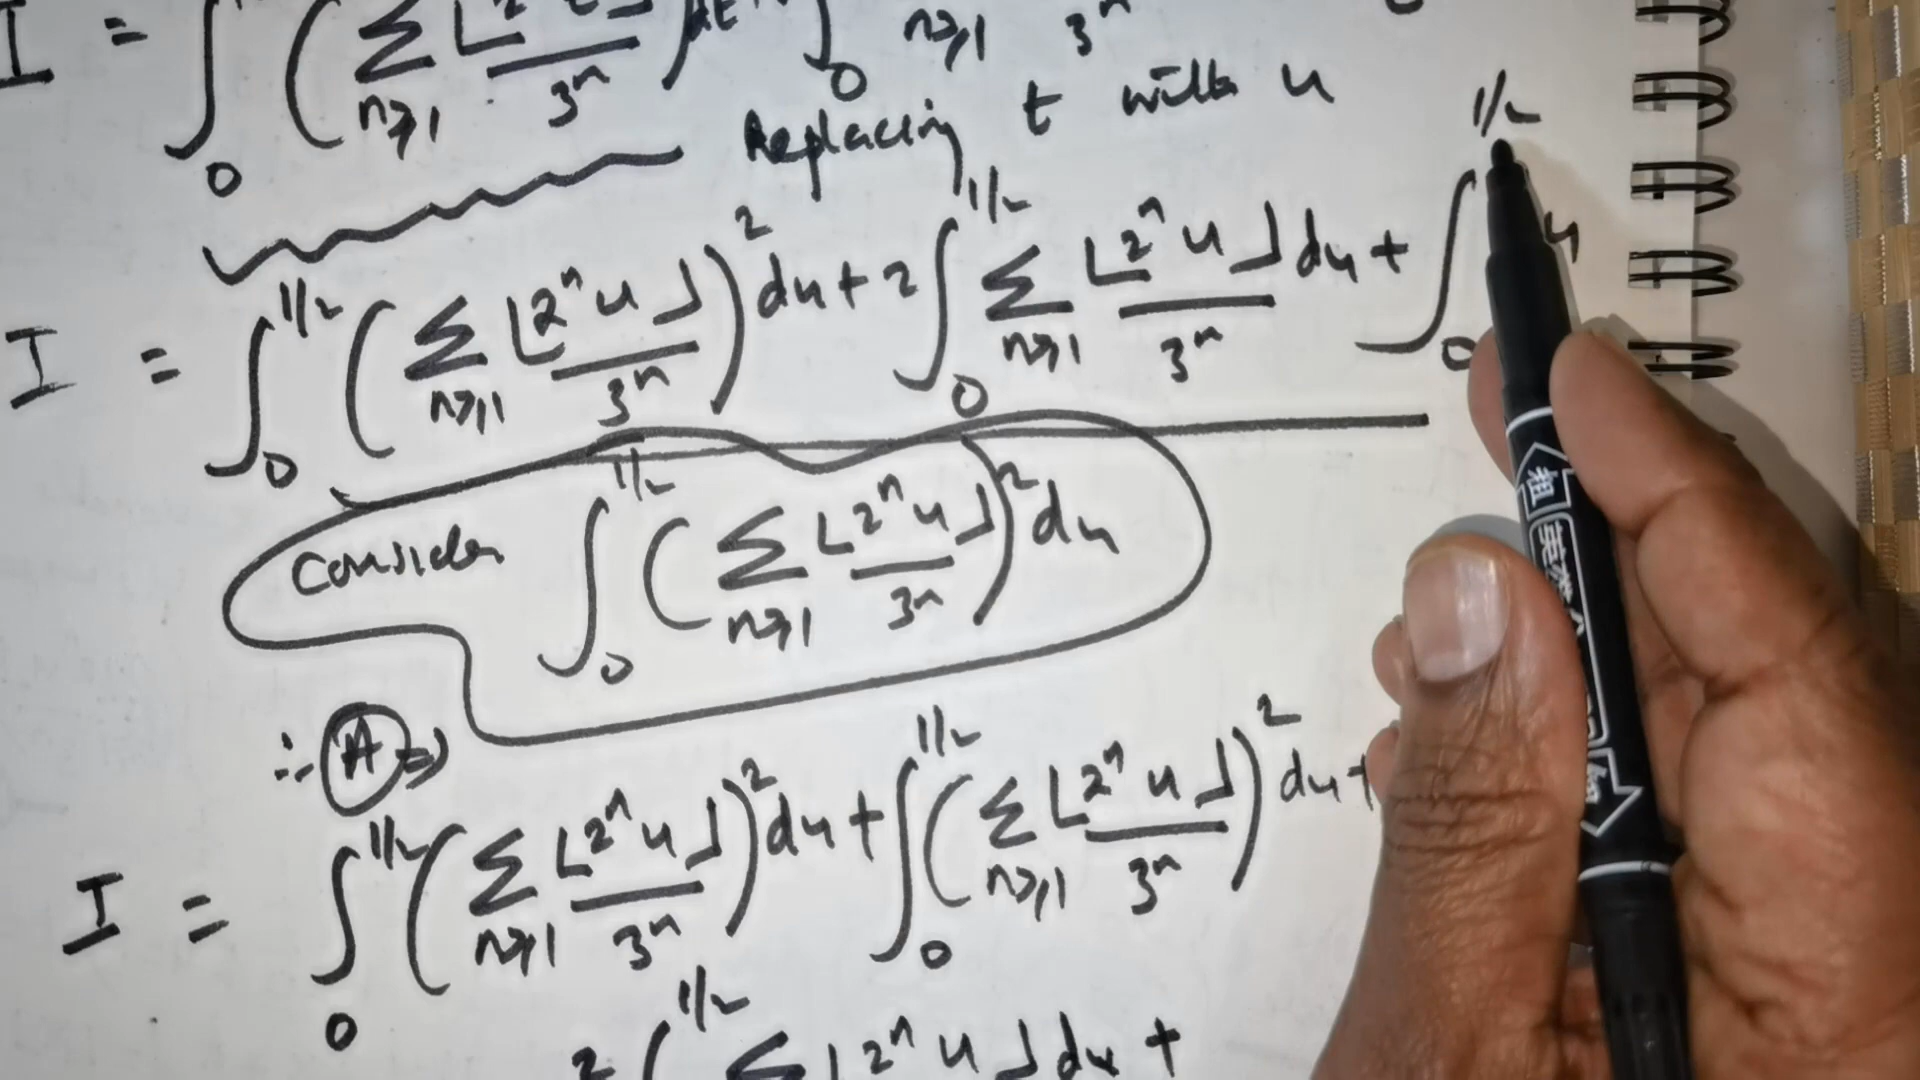 I = ∫₀ ( Σ n≥1 ⌊2ⁿt⌋/3ⁿ ) dt ∫₀ n≥1 3ⁿ
Replacing t with u
I = ∫₀^{1/2} ( Σ n≥1 ⌊2ⁿu⌋/3ⁿ )² du + 2 ∫₀^{1/2} Σ n≥1 ⌊2ⁿu⌋/3ⁿ du + ∫₀^{1/2} u
Consider ∫₀^{1/2} ( Σ n≥1 ⌊2ⁿu⌋/3ⁿ )² du
∴ A ⇒
I = ∫₀^{1/2} ( Σ n≥1 ⌊2ⁿu⌋/3ⁿ )² du + ∫₀^{1/2} ( Σ n≥1 ⌊2ⁿu⌋/3ⁿ )² du +
2 ∫^{1/2} Σ ⌊2ⁿu⌋ du +